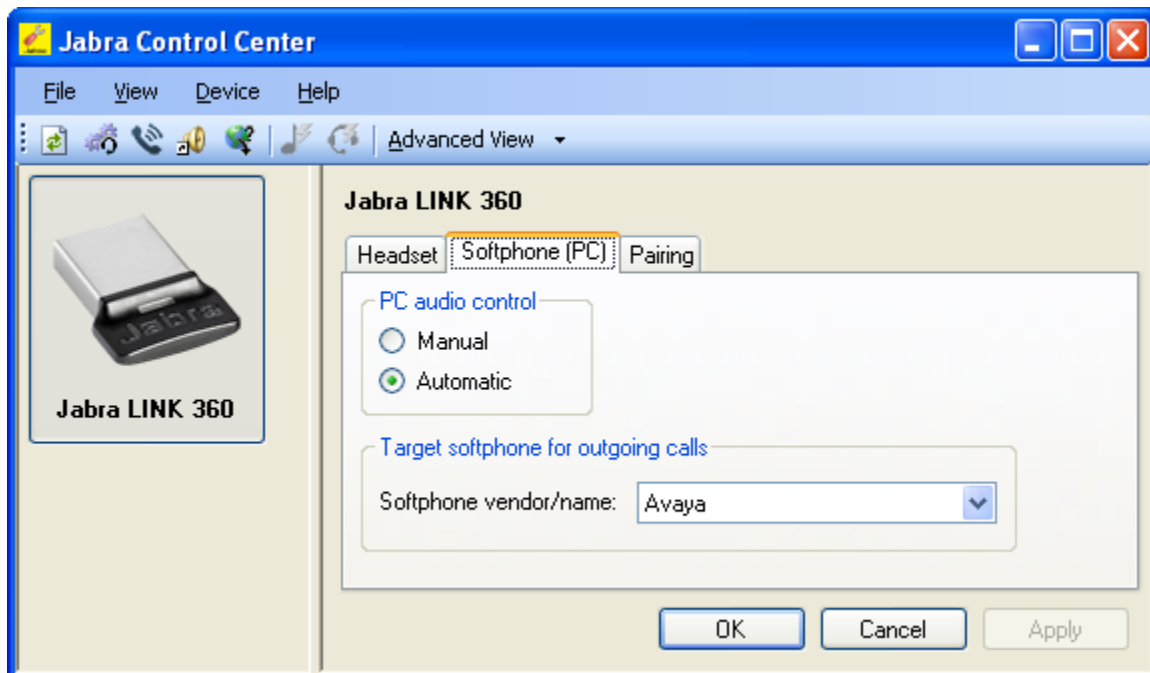 Jabra Control Center
File View Device Help
Advanced View
Jabra LINK 360
Headset Softphone (PC) Pairing
PC audio control
Manual
Automatic
Jabra
Jabra LINK 360
Target softphone for outgoing calls
Softphone vendor/name: Avaya
OK Cancel Apply